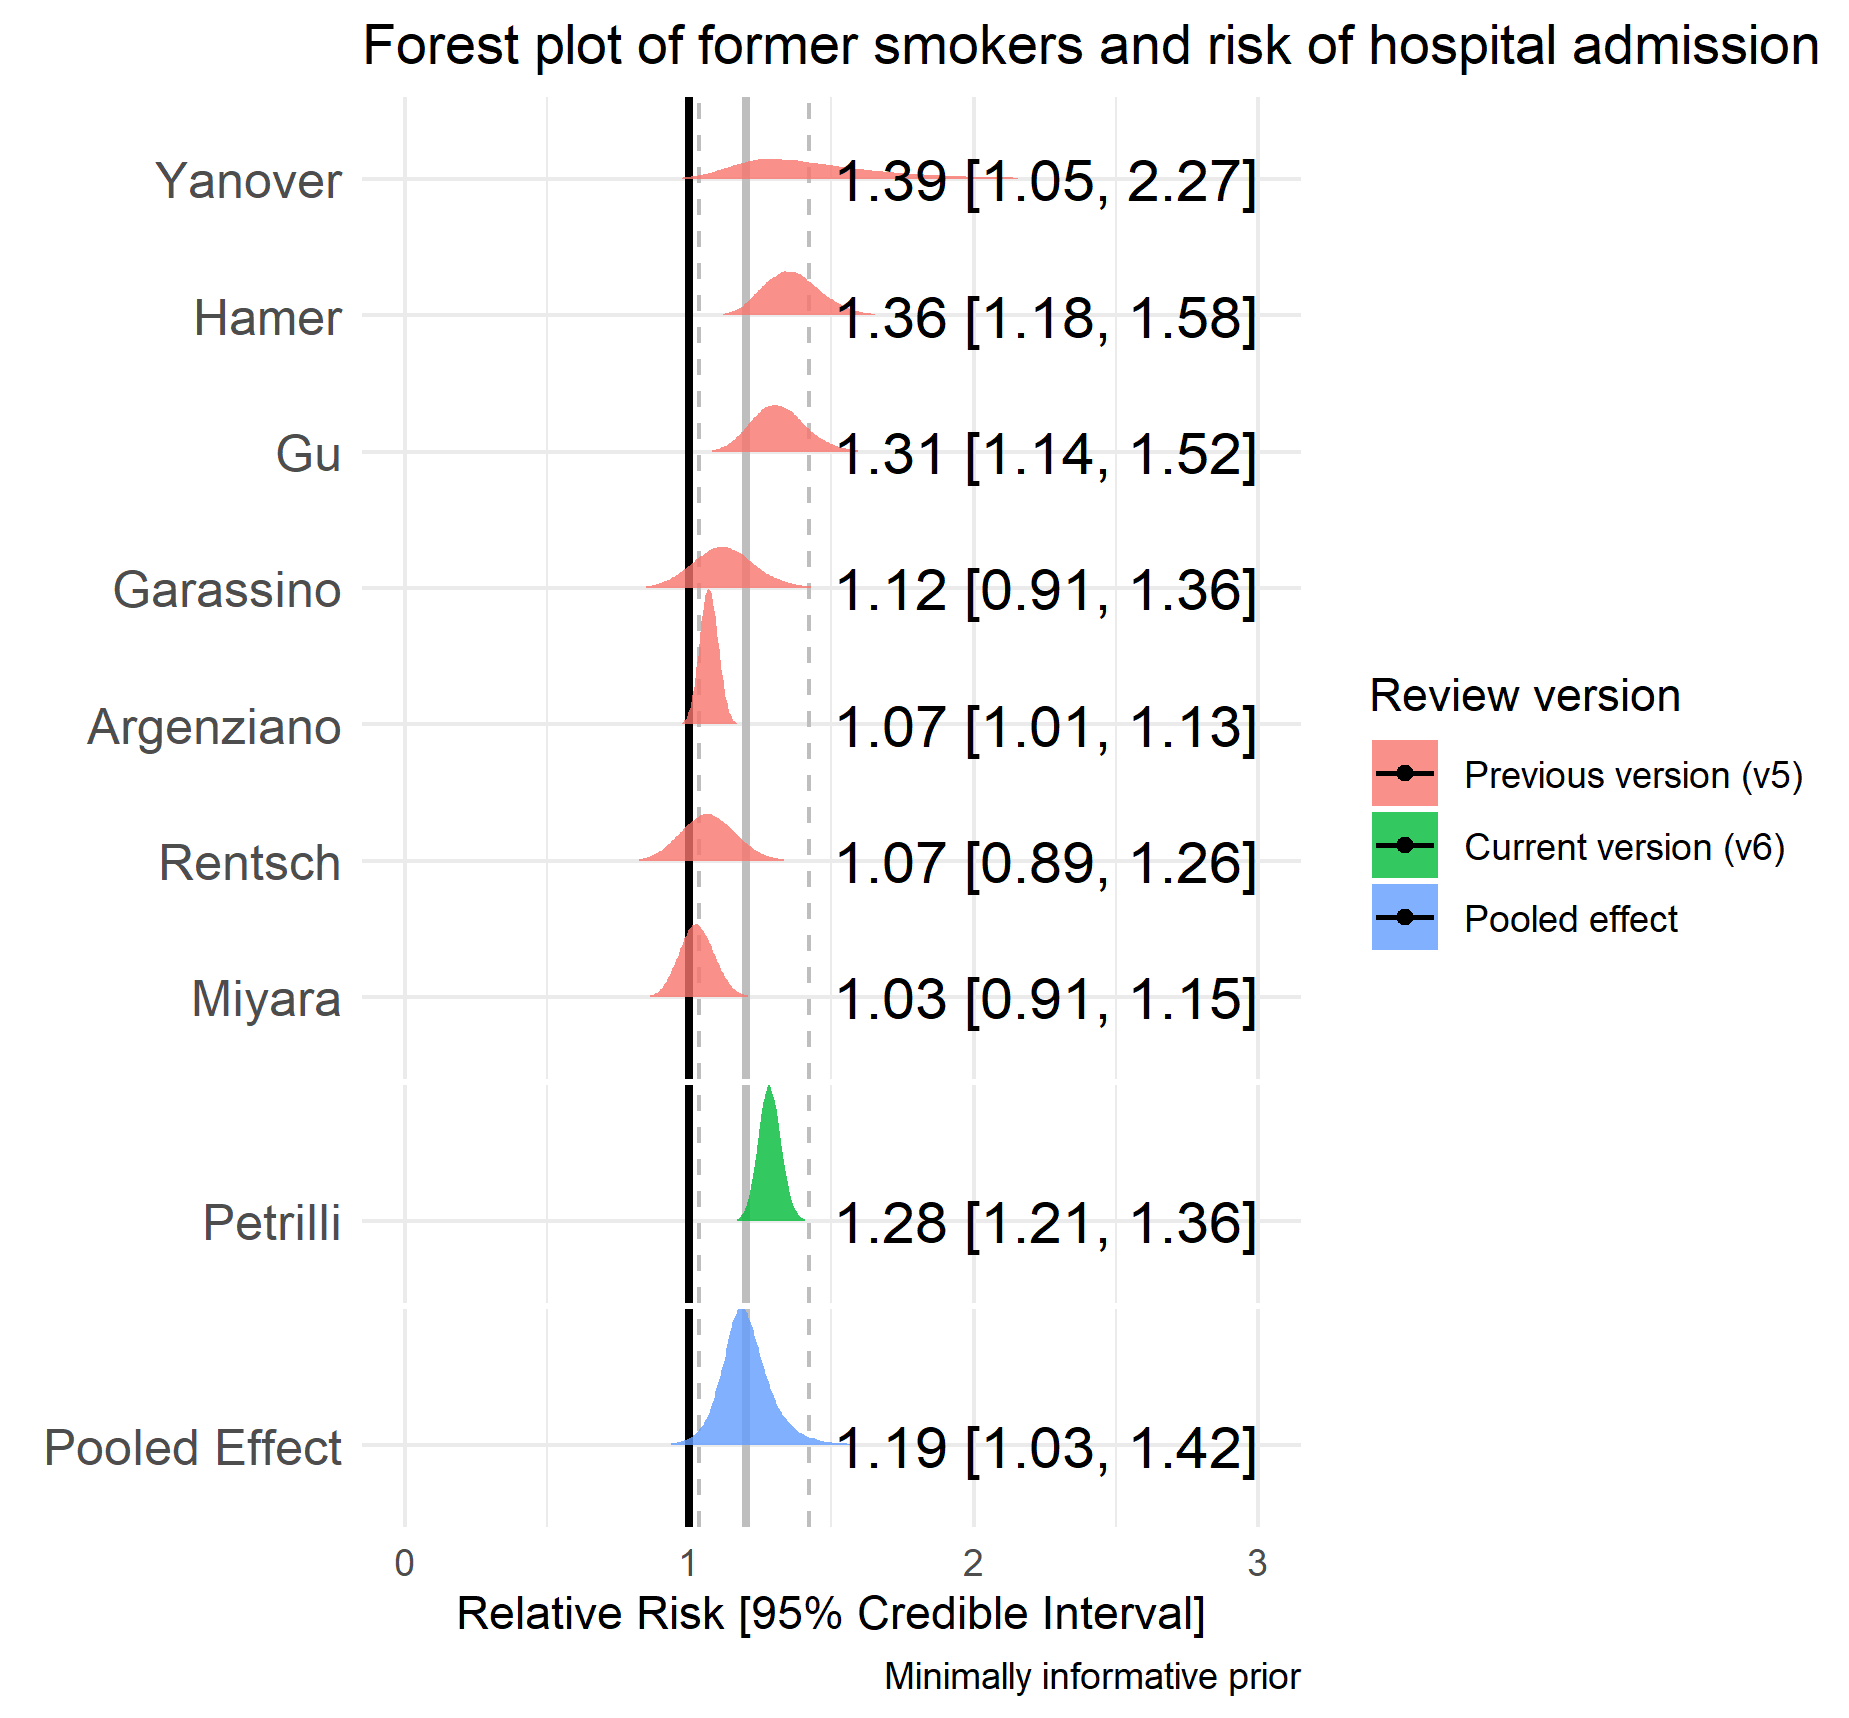 Forest plot of former smokers and risk of hospital admission
Yanover 1.39 [1.05, 2.27]
Hamer 1.36 [1.18, 1.58]
Gu 1.31 [1.14, 1.52]
Garassino 1.12 [0.91, 1.36]
Argenziano 1.07 [1.01, 1.13]
Rentsch 1.07 [0.89, 1.26]
Miyara 1.03 [0.91, 1.15]
Petrilli 1.28 [1.21, 1.36]
Pooled Effect 1.19 [1.03, 1.42]
0 1 2 3
Relative Risk [95% Credible Interval]
Minimally informative prior
Review version
Previous version (v5)
Current version (v6)
Pooled effect